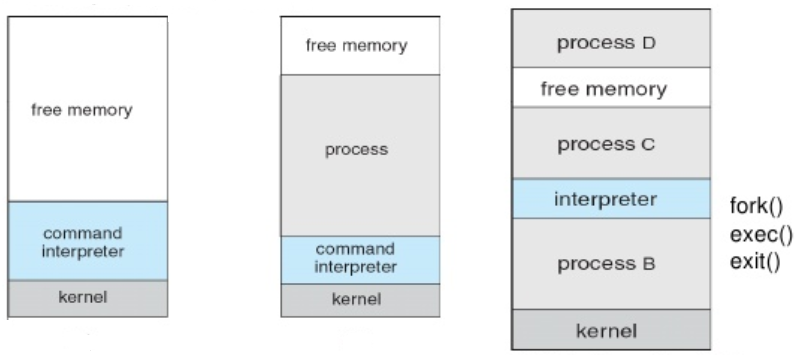 free memory
command
interpreter
kernel
free memory
process
command
interpreter
kernel
process D
free memory
process C
interpreter
process B
kernel
fork()
exec()
exit()